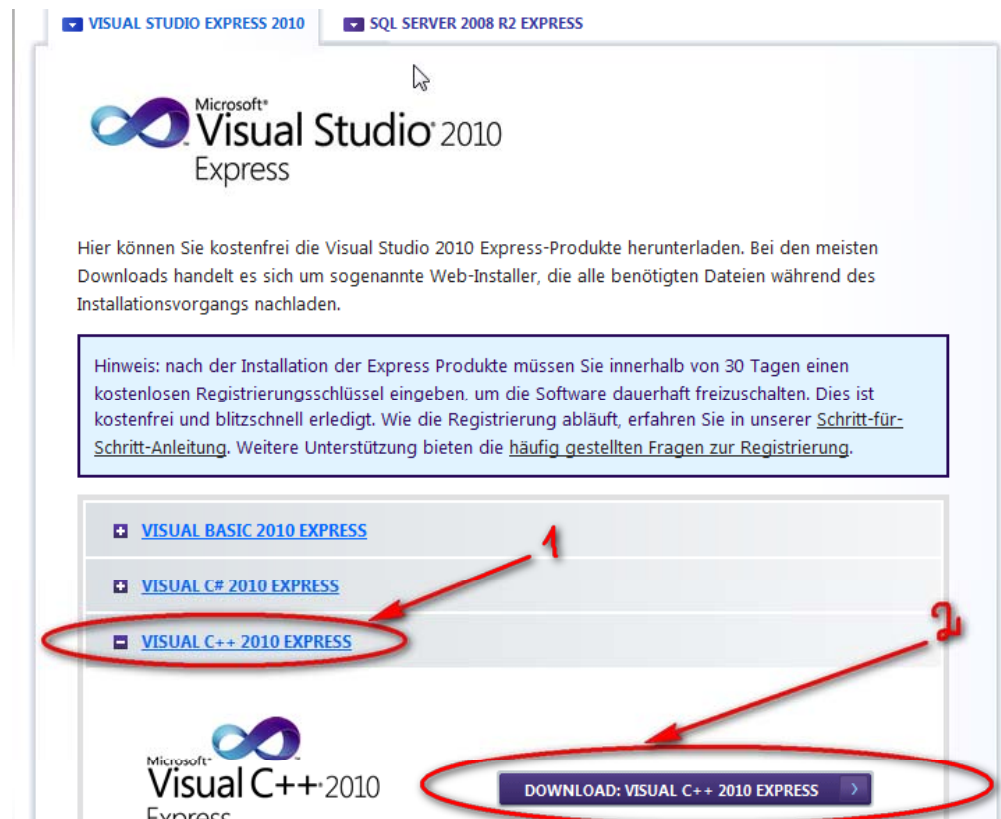 VISUAL STUDIO EXPRESS 2010
SQL SERVER 2008 R2 EXPRESS
Microsoft®
Visual Studio® 2010
Express
Hier können Sie kostenfrei die Visual Studio 2010 Express-Produkte herunterladen. Bei den meisten
Downloads handelt es sich um sogenannte Web-Installer, die alle benötigten Dateien während des
Installationsvorgangs nachladen.
Hinweis: nach der Installation der Express Produkte müssen Sie innerhalb von 30 Tagen einen
kostenlosen Registrierungsschlüssel eingeben, um die Software dauerhaft freizuschalten. Dies ist
kostenfrei und blitzschnell erledigt. Wie die Registrierung abläuft, erfahren Sie in unserer Schritt-für-
Schritt-Anleitung. Weitere Unterstützung bieten die häufig gestellten Fragen zur Registrierung.
VISUAL BASIC 2010 EXPRESS
1
VISUAL C# 2010 EXPRESS
2
VISUAL C++ 2010 EXPRESS
Microsoft®
Visual C++® 2010
Express
DOWNLOAD: VISUAL C++ 2010 EXPRESS